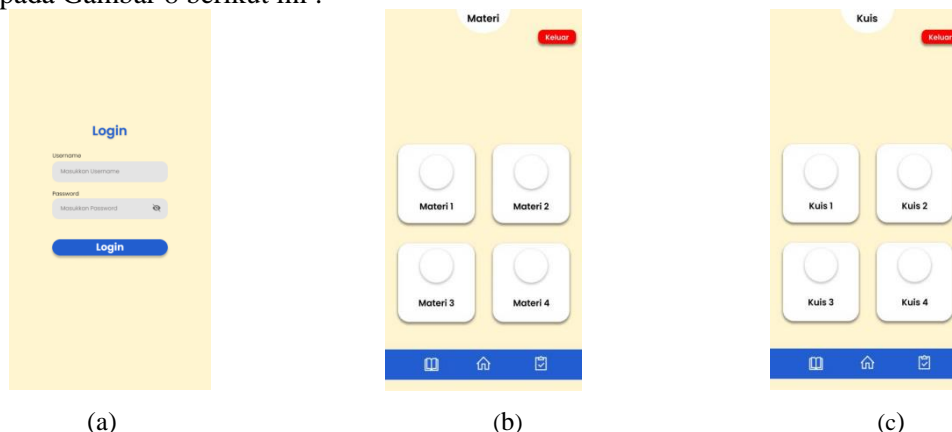 pada Gambar 8 berikut ini :
Login
Username
Masukkan Username
Password
Masukkan Password
Login
(a)
Materi
Keluar
Materi 1
Materi 2
Materi 3
Materi 4
(b)
Kuis
Keluar
Kuis 1
Kuis 2
Kuis 3
Kuis 4
(c)